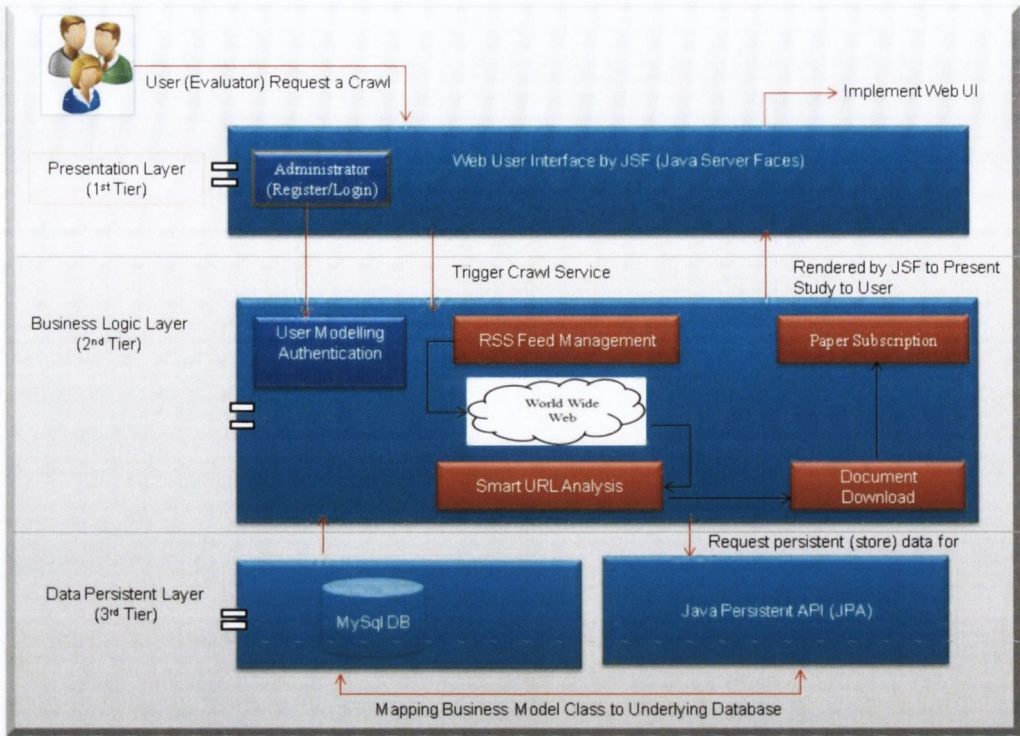 User (Evaluator) Request a Crawl
Implement Web UI
Presentation Layer
(1st Tier)
Administrator
(Register/Login)
Web User Interface by JSF (Java Server Faces)
Trigger Crawl Service
Rendered by JSF to Present
Study to User
Business Logic Layer
(2nd Tier)
User Modelling
Authentication
RSS Feed Management
Paper Subscription
World Wide
Web
Smart URL Analysis
Document
Download
Request persistent (store) data for
Data Persistent Layer
(3rd Tier)
MySql DB
Java Persistent API (JPA)
Mapping Business Model Class to Underlying Database